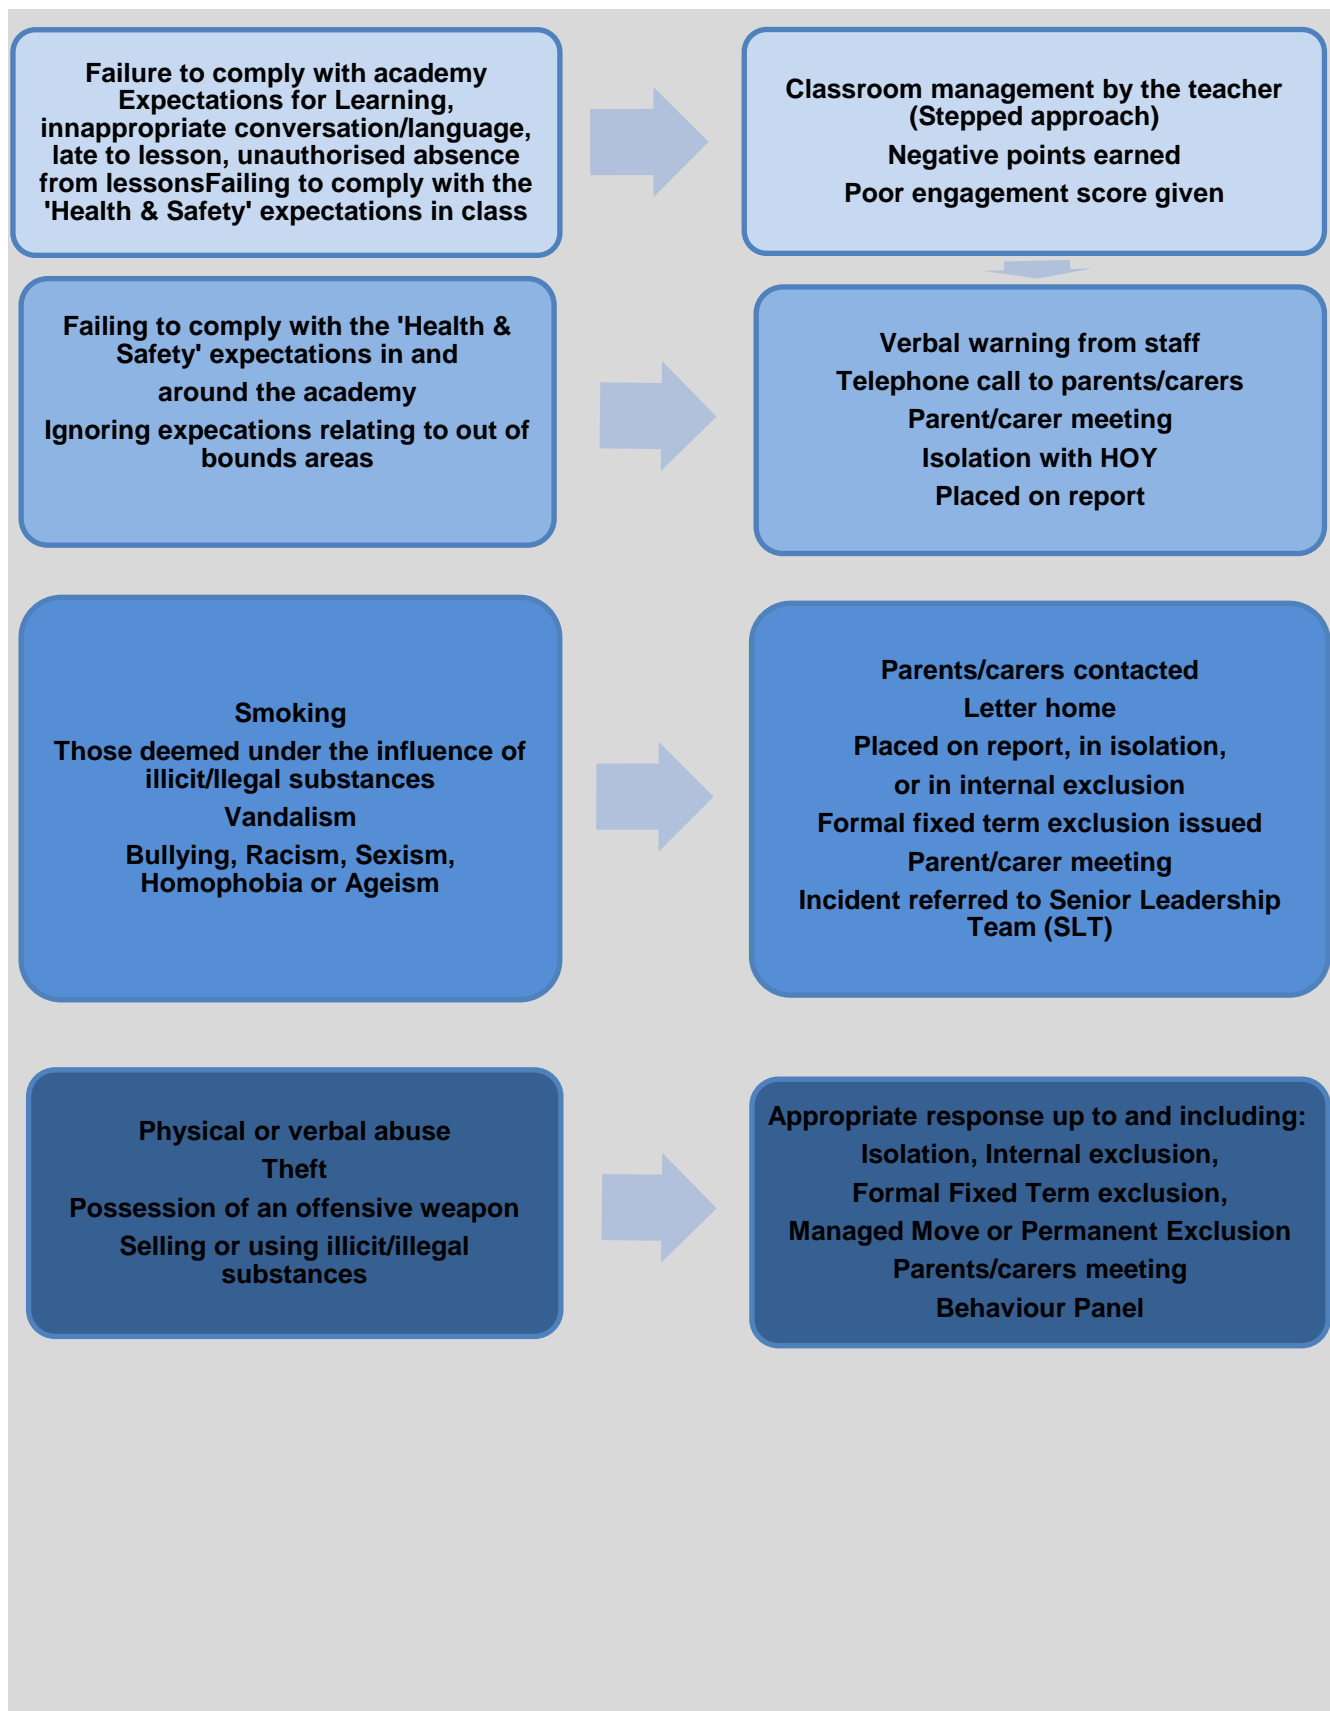 Failure to comply with academy
Expectations for Learning,
innappropriate conversation/language,
late to lesson, unauthorised absence
from lessonsFailing to comply with the
'Health & Safety' expectations in class
Classroom management by the teacher
(Stepped approach)
Negative points earned
Poor engagement score given
Failing to comply with the 'Health &
Safety' expectations in and
around the academy
Ignoring expecations relating to out of
bounds areas
Verbal warning from staff
Telephone call to parents/carers
Parent/carer meeting
Isolation with HOY
Placed on report
Smoking
Those deemed under the influence of
illicit/llegal substances
Vandalism
Bullying, Racism, Sexism,
Homophobia or Ageism
Parents/carers contacted
Letter home
Placed on report, in isolation,
or in internal exclusion
Formal fixed term exclusion issued
Parent/carer meeting
Incident referred to Senior Leadership
Team (SLT)
Physical or verbal abuse
Theft
Possession of an offensive weapon
Selling or using illicit/illegal
substances
Appropriate response up to and including:
Isolation, Internal exclusion,
Formal Fixed Term exclusion,
Managed Move or Permanent Exclusion
Parents/carers meeting
Behaviour Panel